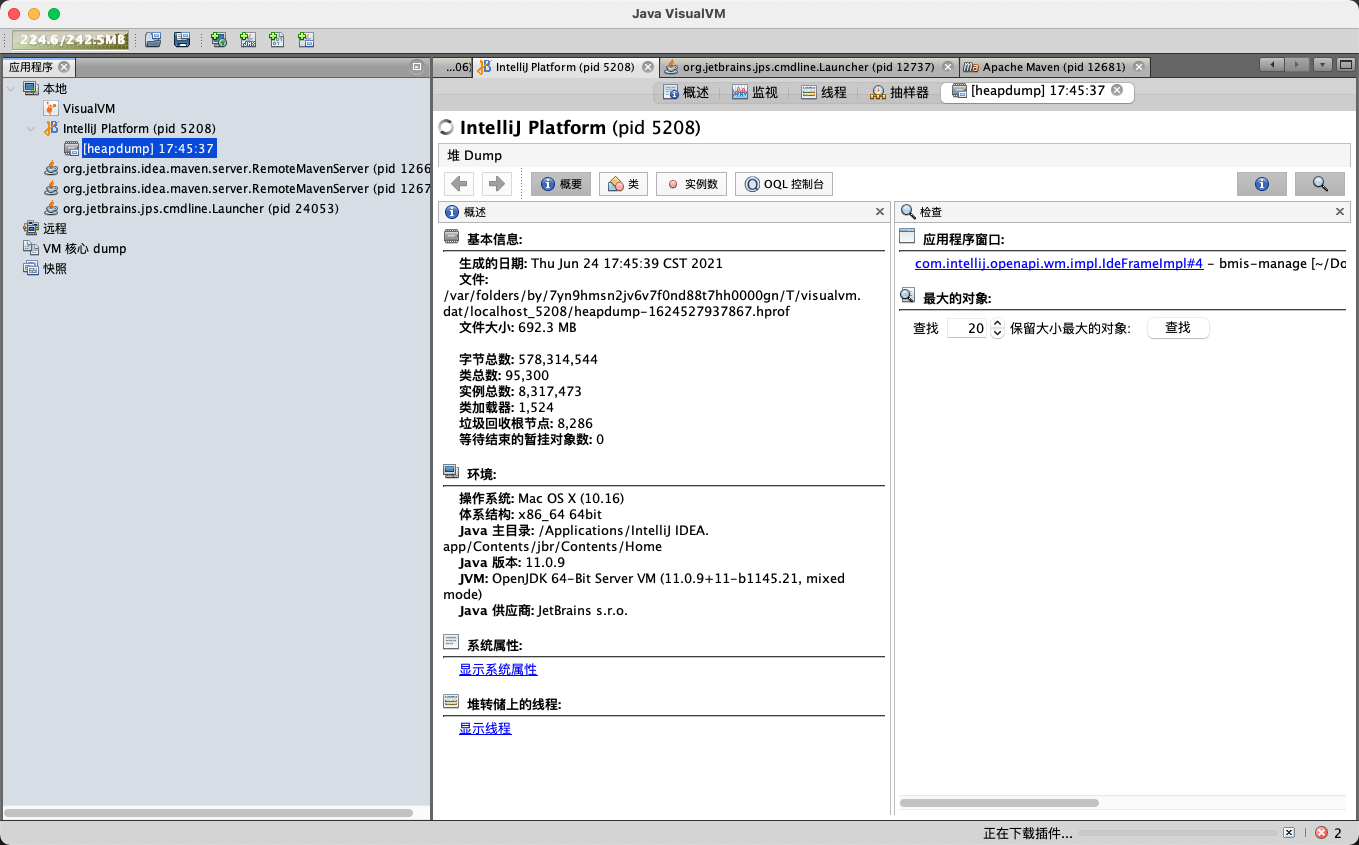 Java VisualVM
224.6/242.5MB
应用程序
...06)
IntelliJ Platform (pid 5208)
org.jetbrains.jps.cmdline.Launcher (pid 12737)
Apache Maven (pid 12681)
本地
VisualVM
IntelliJ Platform (pid 5208)
[heapdump] 17:45:37
org.jetbrains.idea.maven.server.RemoteMavenServer (pid 1266
org.jetbrains.idea.maven.server.RemoteMavenServer (pid 1267
org.jetbrains.jps.cmdline.Launcher (pid 24053)
远程
VM 核心 dump
快照
概述 监视 线程 抽样器 [heapdump] 17:45:37
IntelliJ Platform (pid 5208)
堆 Dump
概要 类 实例数 OQL 控制台
概述
基本信息:
生成的日期: Thu Jun 24 17:45:39 CST 2021
文件:
/var/folders/by/7yn9hmsn2jv6v7f0nd88t7hh0000gn/T/visualvm.
dat/localhost_5208/heapdump-1624527937867.hprof
文件大小: 692.3 MB
字节总数: 578,314,544
类总数: 95,300
实例总数: 8,317,473
类加载器: 1,524
垃圾回收根节点: 8,286
等待结束的暂挂对象数: 0
环境:
操作系统: Mac OS X (10.16)
体系结构: x86_64 64bit
Java 主目录: /Applications/IntelliJ IDEA.
app/Contents/jbr/Contents/Home
Java 版本: 11.0.9
JVM: OpenJDK 64-Bit Server VM (11.0.9+11-b1145.21, mixed
mode)
Java 供应商: JetBrains s.r.o.
系统属性:
显示系统属性
堆转储上的线程:
显示线程
检查
应用程序窗口:
com.intellij.openapi.wm.impl.IdeFrameImpl#4 - bmis-manage [~/Do
最大的对象:
查找 20 保留大小最大的对象: 查找
正在下载插件... 2